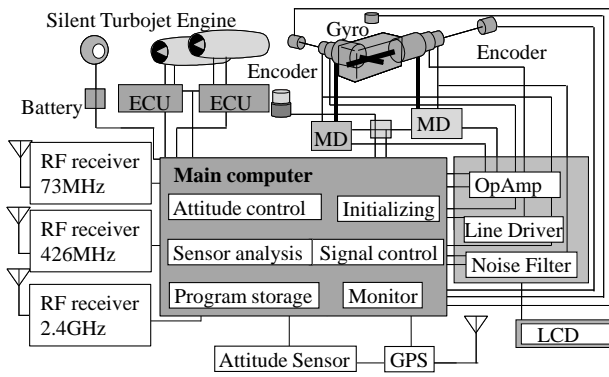 Silent Turbojet Engine
Gyro
Encoder
Encoder
Battery
ECU
ECU
MD
MD
RF receiver
73MHz
Main computer
OpAmp
Attitude control
Initializing
RF receiver
426MHz
Line Driver
Sensor analysis
Signal control
Noise Filter
RF receiver
2.4GHz
Program storage
Monitor
LCD
Attitude Sensor
GPS